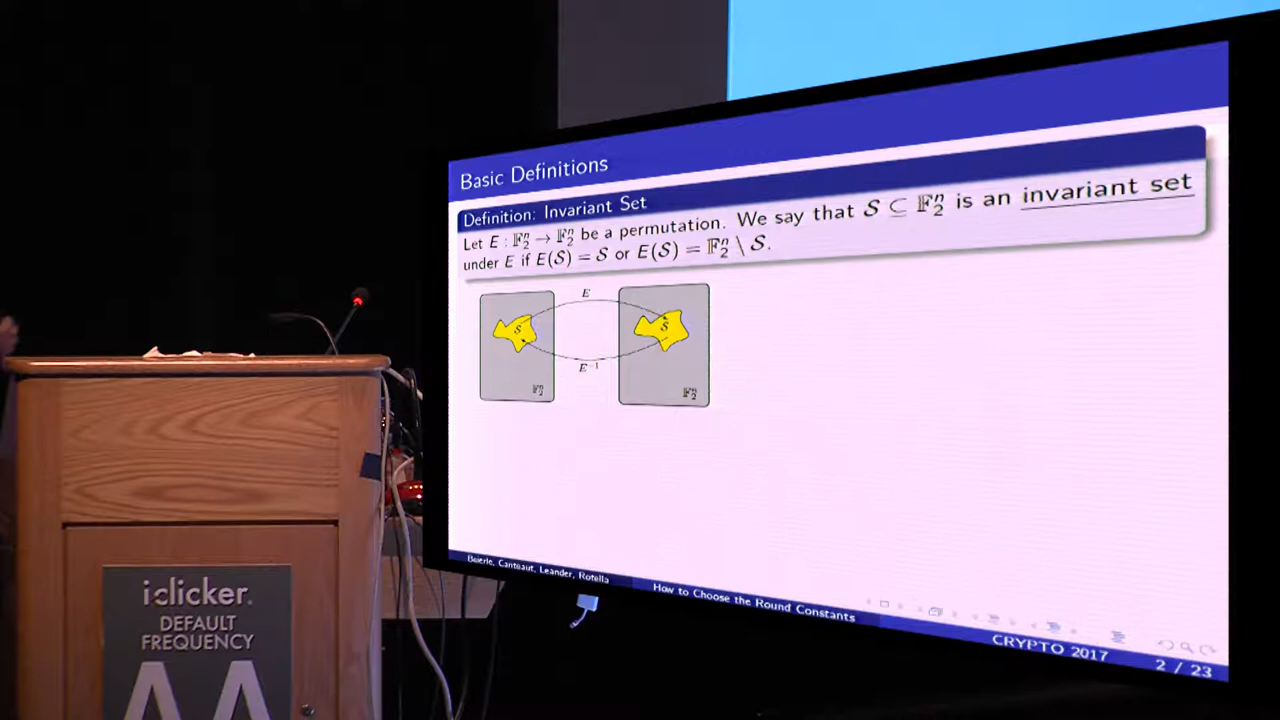 Basic Definitions
Definition: Invariant Set
Let E : 𝔽₂ⁿ → 𝔽₂ⁿ be a permutation. We say that 𝒮 ⊂ 𝔽₂ⁿ is an invariant set
under E if E(𝒮) = 𝒮 or E(𝒮) = 𝔽₂ⁿ \ 𝒮.
E
𝒮 𝒮
E⁻¹
𝔽₂ⁿ 𝔽₂ⁿ
Beierle, Canteaut, Leander, Rotella
How to Choose the Round Constants
CRYPTO 2017
2 / 23
iclicker.
DEFAULT
FREQUENCY
AA